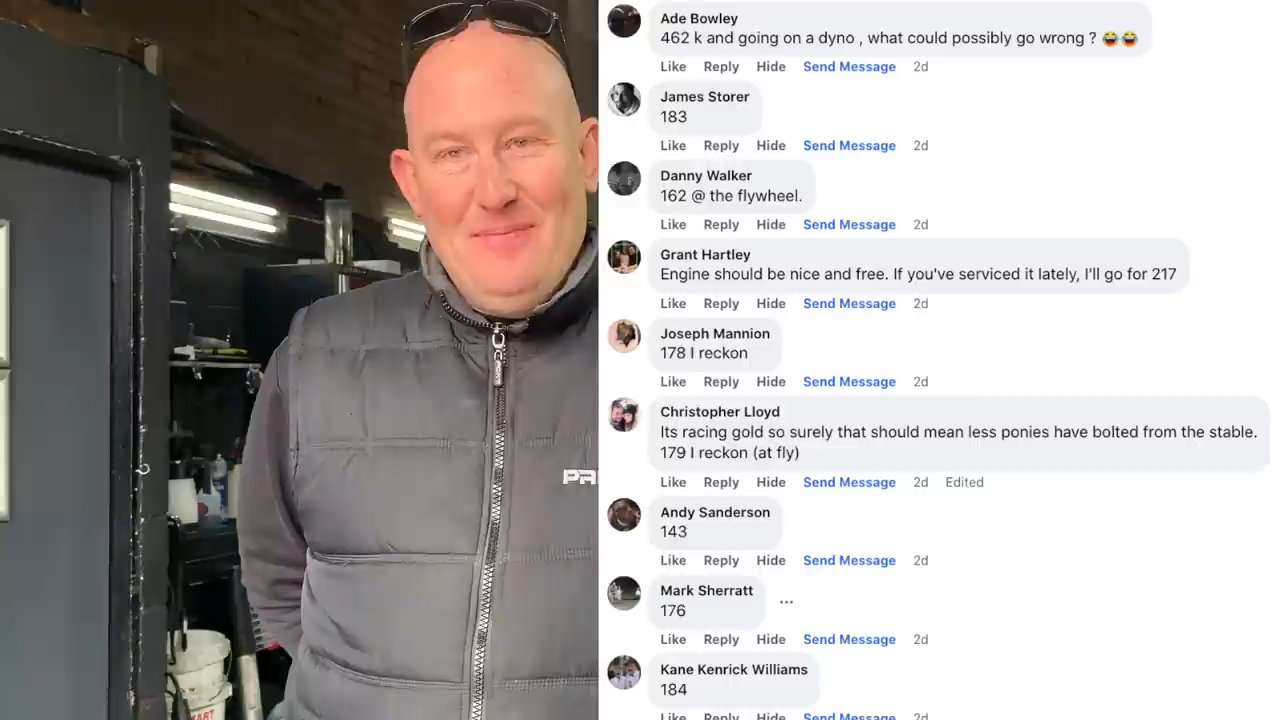 Ade Bowley
462 k and going on a dyno , what could possibly go wrong ? 😂😂
Like Reply Hide Send Message 2d
James Storer
183
Like Reply Hide Send Message 2d
Danny Walker
162 @ the flywheel.
Like Reply Hide Send Message 2d
Grant Hartley
Engine should be nice and free. If you've serviced it lately, I'll go for 217
Like Reply Hide Send Message 2d
Joseph Mannion
178 I reckon
Like Reply Hide Send Message 2d
Christopher Lloyd
Its racing gold so surely that should mean less ponies have bolted from the stable.
179 I reckon (at fly)
Like Reply Hide Send Message 2d Edited
Andy Sanderson
143
Like Reply Hide Send Message 2d
Mark Sherratt
176
Like Reply Hide Send Message 2d
Kane Kenrick Williams
184
Like Reply Hide Send Message 2d